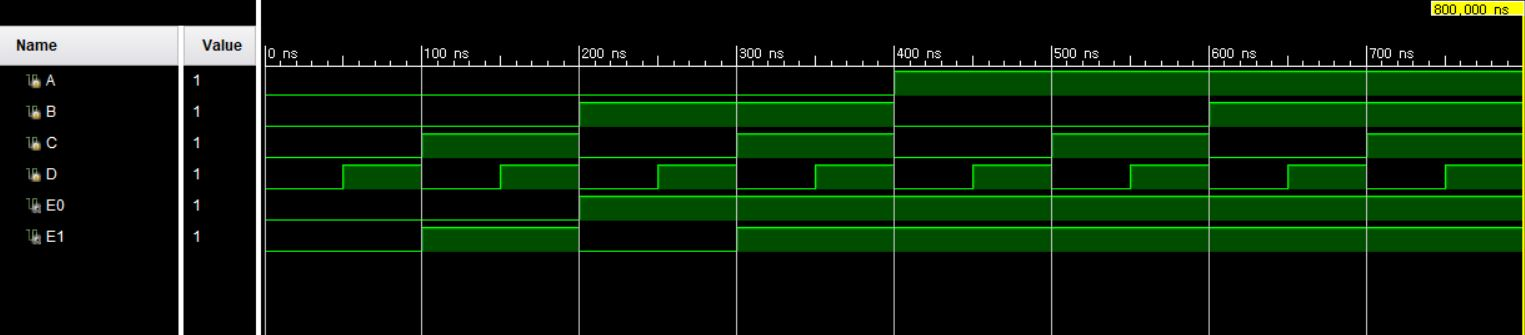 800,000 ns
Name Value
0 ns 100 ns 200 ns 300 ns 400 ns 500 ns 600 ns 700 ns
A 1
B 1
C 1
D 1
E0 1
E1 1